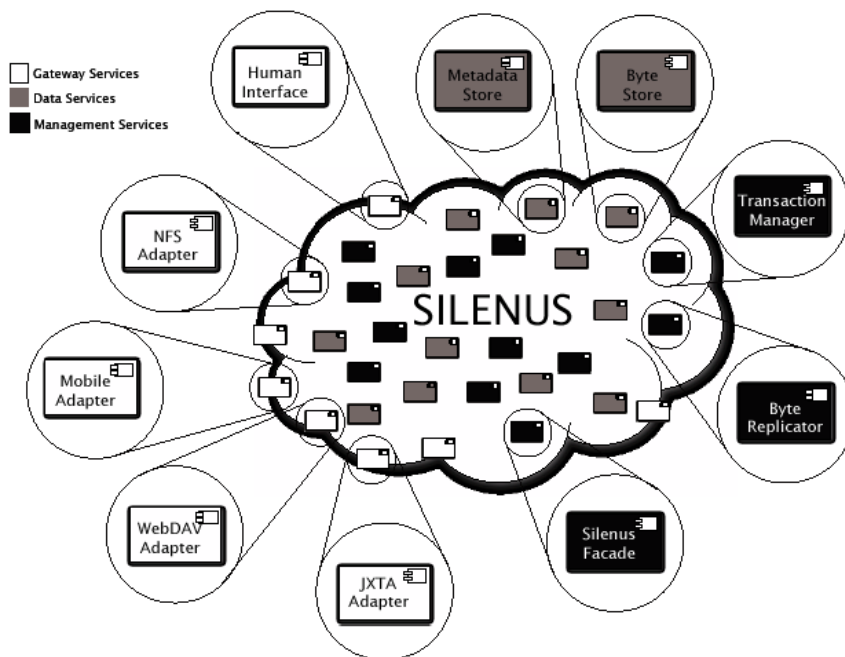 Human
Interface
Metadata
Store
Byte
Store
Gateway Services
Data Services
Management Services
Transaction
Manager
NFS
Adapter
SILENUS
Mobile
Adapter
Byte
Replicator
WebDAV
Adapter
Silenus
Facade
JXTA
Adapter